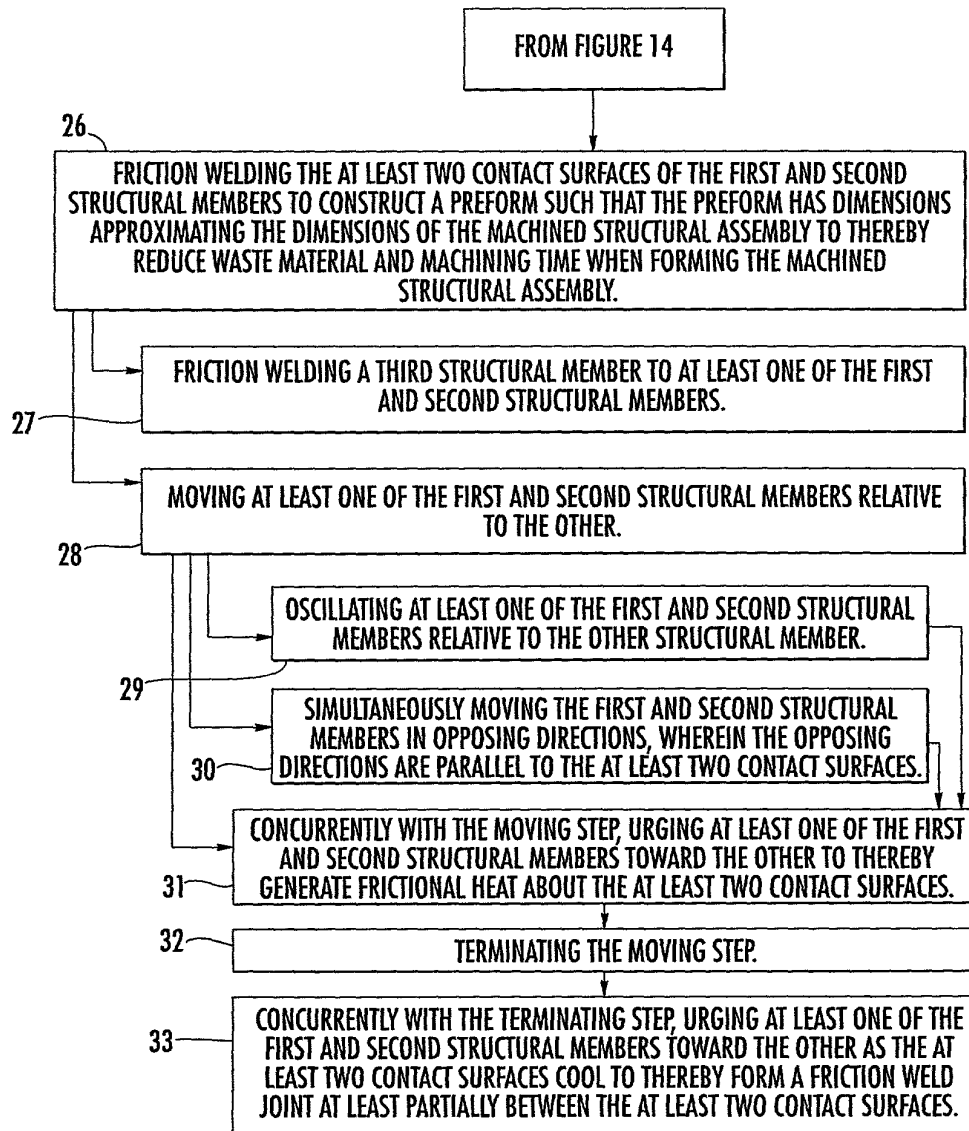 FROM FIGURE 14
26
FRICTION WELDING THE AT LEAST TWO CONTACT SURFACES OF THE FIRST AND SECOND
STRUCTURAL MEMBERS TO CONSTRUCT A PREFORM SUCH THAT THE PREFORM HAS DIMENSIONS
APPROXIMATING THE DIMENSIONS OF THE MACHINED STRUCTURAL ASSEMBLY TO THEREBY
REDUCE WASTE MATERIAL AND MACHINING TIME WHEN FORMING THE MACHINED
STRUCTURAL ASSEMBLY.
FRICTION WELDING A THIRD STRUCTURAL MEMBER TO AT LEAST ONE OF THE FIRST
AND SECOND STRUCTURAL MEMBERS.
27
MOVING AT LEAST ONE OF THE FIRST AND SECOND STRUCTURAL MEMBERS RELATIVE
TO THE OTHER.
28
OSCILLATING AT LEAST ONE OF THE FIRST AND SECOND STRUCTURAL
MEMBERS RELATIVE TO THE OTHER STRUCTURAL MEMBER.
29
SIMULTANEOUSLY MOVING THE FIRST AND SECOND STRUCTURAL
MEMBERS IN OPPOSING DIRECTIONS, WHEREIN THE OPPOSING
DIRECTIONS ARE PARALLEL TO THE AT LEAST TWO CONTACT SURFACES.
30
CONCURRENTLY WITH THE MOVING STEP, URGING AT LEAST ONE OF THE FIRST
AND SECOND STRUCTURAL MEMBERS TOWARD THE OTHER TO THEREBY
GENERATE FRICTIONAL HEAT ABOUT THE AT LEAST TWO CONTACT SURFACES.
31
32
TERMINATING THE MOVING STEP.
33
CONCURRENTLY WITH THE TERMINATING STEP, URGING AT LEAST ONE OF THE
FIRST AND SECOND STRUCTURAL MEMBERS TOWARD THE OTHER AS THE AT
LEAST TWO CONTACT SURFACES COOL TO THEREBY FORM A FRICTION WELD
JOINT AT LEAST PARTIALLY BETWEEN THE AT LEAST TWO CONTACT SURFACES.